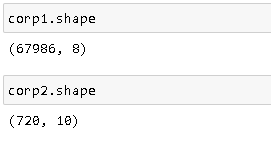 corp1.shape
(67986, 8)
corp2.shape
(720, 10)